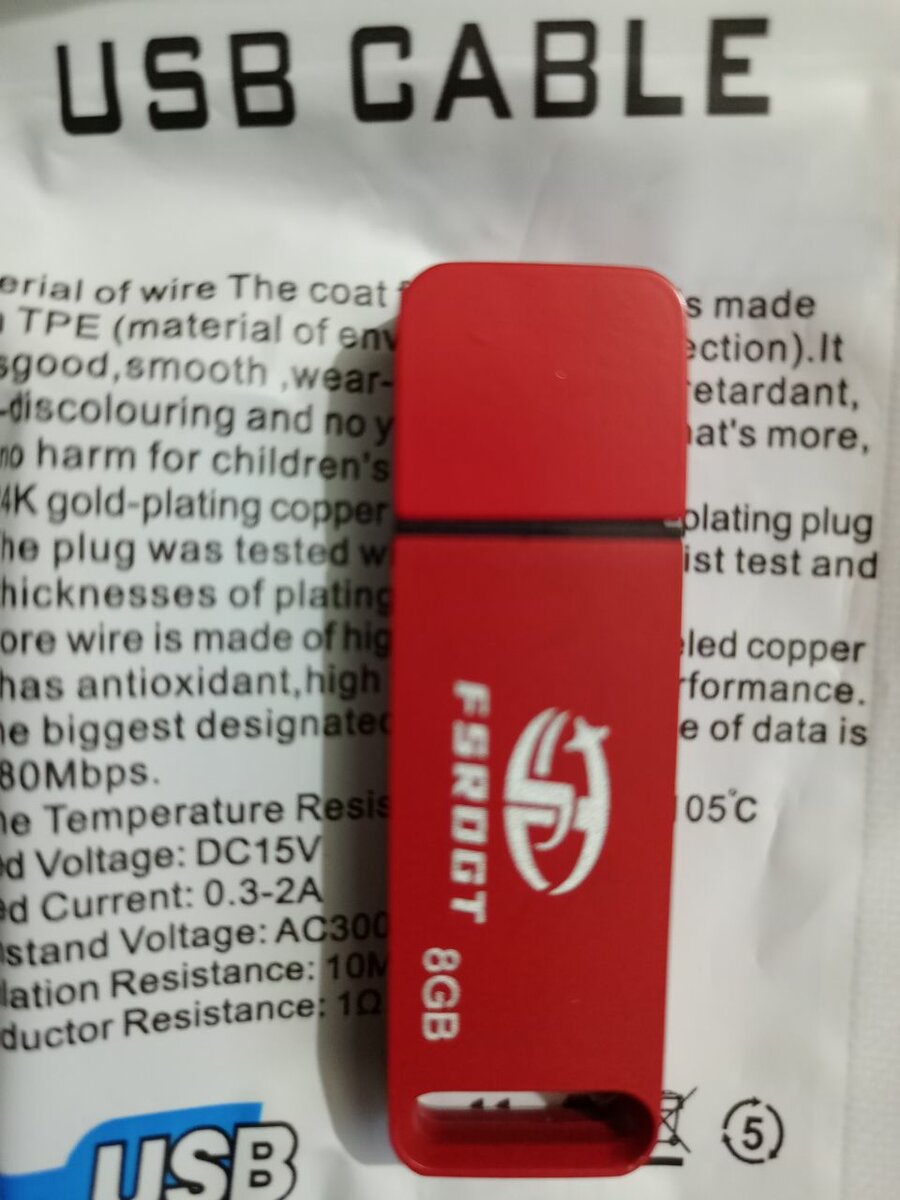 USB CABLE
erial of wire The coat
s made
TPE (material of env
ection).It
sgood,smooth ,wear-
retardant,
-discolouring and no y
hat's more,
no harm for children's
4K gold-plating copper
plating plug
he plug was tested w
ist test and
hicknesses of plating
ore wire is made of hig
led copper
has antioxidant,high
rformance.
he biggest designated
e of data is
80Mbps.
he Temperature Resis
105℃
ed Voltage: DC15V
ed Current: 0.3-2A
stand Voltage: AC300
lation Resistance: 10M
ductor Resistance: 1Ω
FSROGT
8GB
USB
5